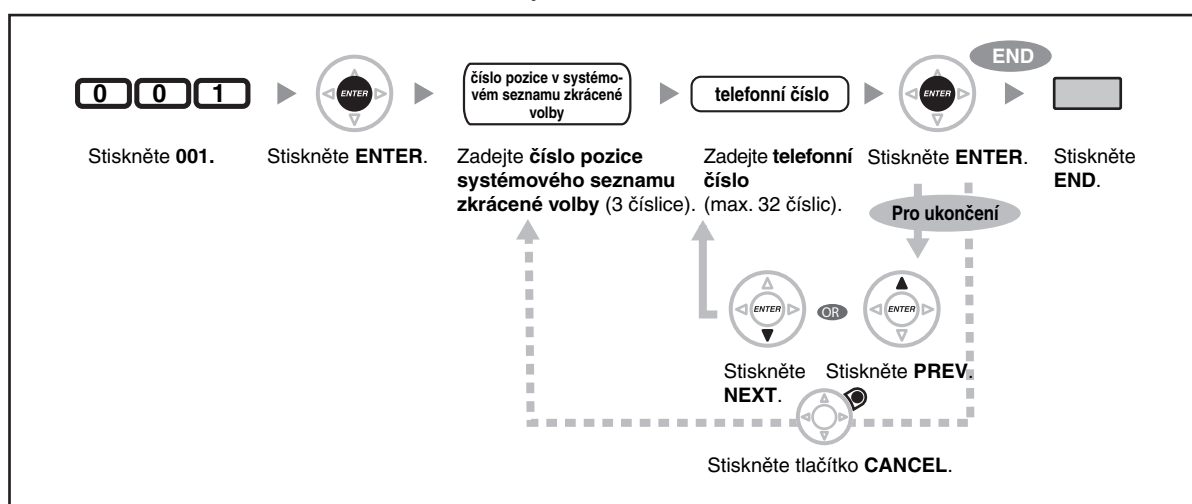 END
0 0 1
ENTER
číslo pozice v systémo-
vém seznamu zkrácené
volby
telefonní číslo
ENTER
Stiskněte 001.
Stiskněte ENTER.
Zadejte číslo pozice
systémového seznamu
zkrácené volby (3 číslice).
Zadejte telefonní
číslo
(max. 32 číslic).
Stiskněte ENTER.
Stiskněte
END.
Pro ukončení
ENTER
OR
ENTER
Stiskněte
NEXT.
Stiskněte PREV.
Stiskněte tlačítko CANCEL.